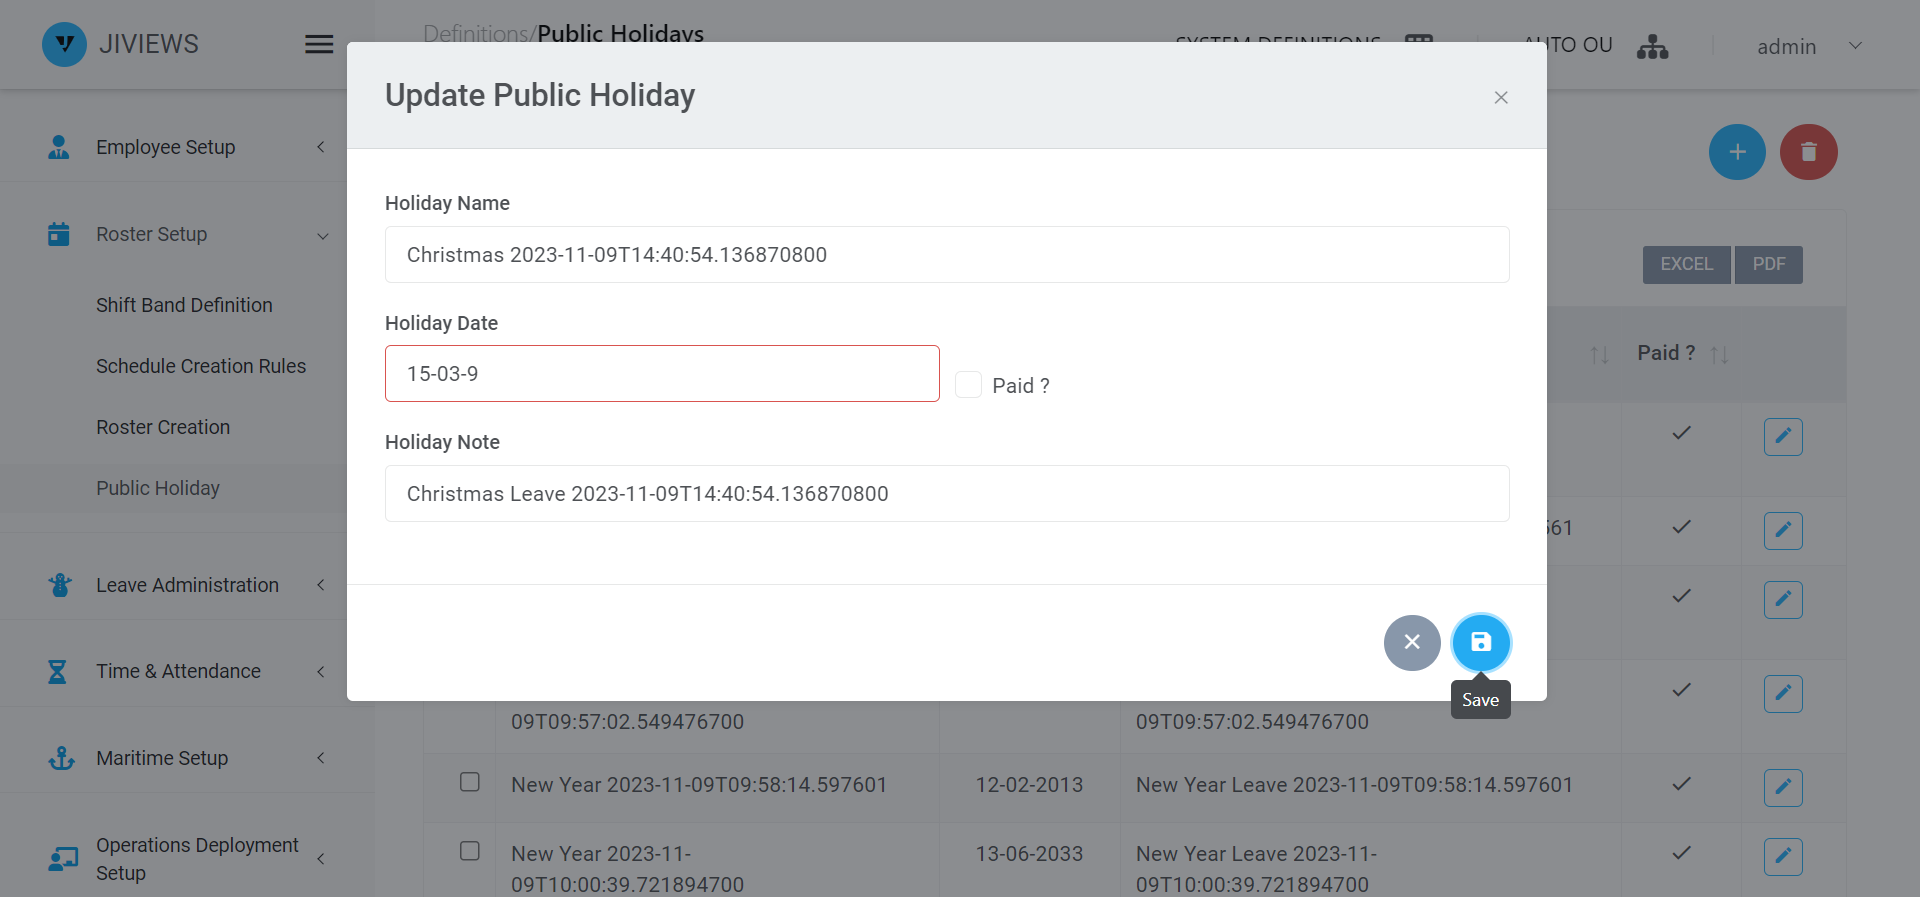 JIVIEWS
Definitions/Public Holidays
AUTO OU
admin
Update Public Holiday
Employee Setup
Roster Setup
Shift Band Definition
Schedule Creation Rules
Roster Creation
Public Holiday
Leave Administration
Time & Attendance
Maritime Setup
Operations Deployment
Setup
Holiday Name
Christmas 2023-11-09T14:40:54.136870800
Holiday Date
15-03-9
Paid ?
Holiday Note
Christmas Leave 2023-11-09T14:40:54.136870800
Save
EXCEL PDF
Paid ?
561
09T09:57:02.549476700 09T09:57:02.549476700
New Year 2023-11-09T09:58:14.597601 12-02-2013 New Year Leave 2023-11-09T09:58:14.597601
New Year 2023-11- 13-06-2033 New Year Leave 2023-11-
09T10:00:39.721894700 09T10:00:39.721894700